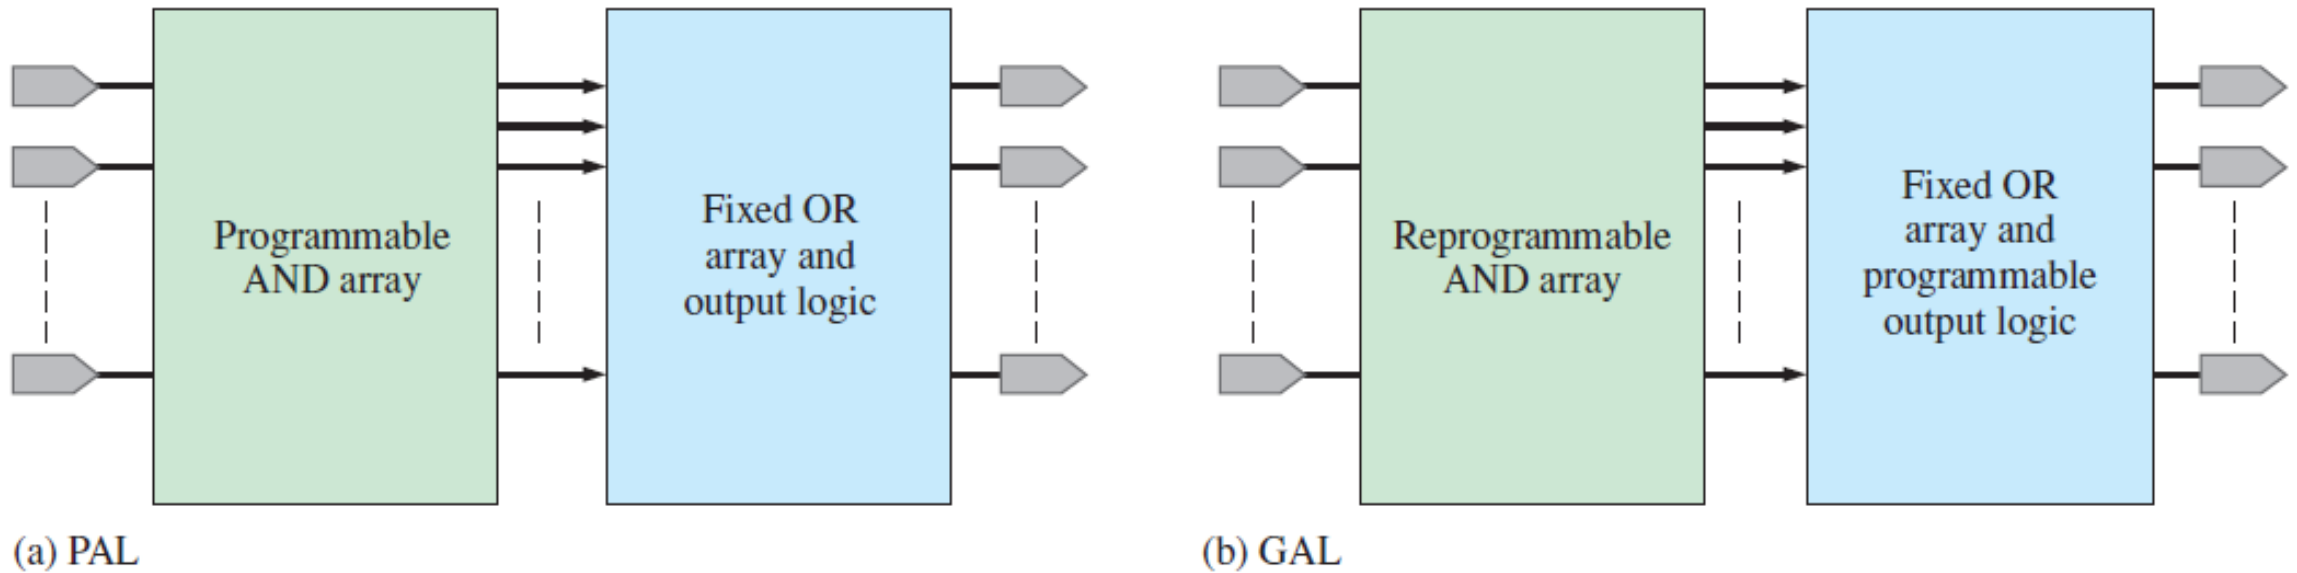 Programmable
AND array
Fixed OR
array and
output logic
(a) PAL
Reprogrammable
AND array
Fixed OR
array and
programmable
output logic
(b) GAL